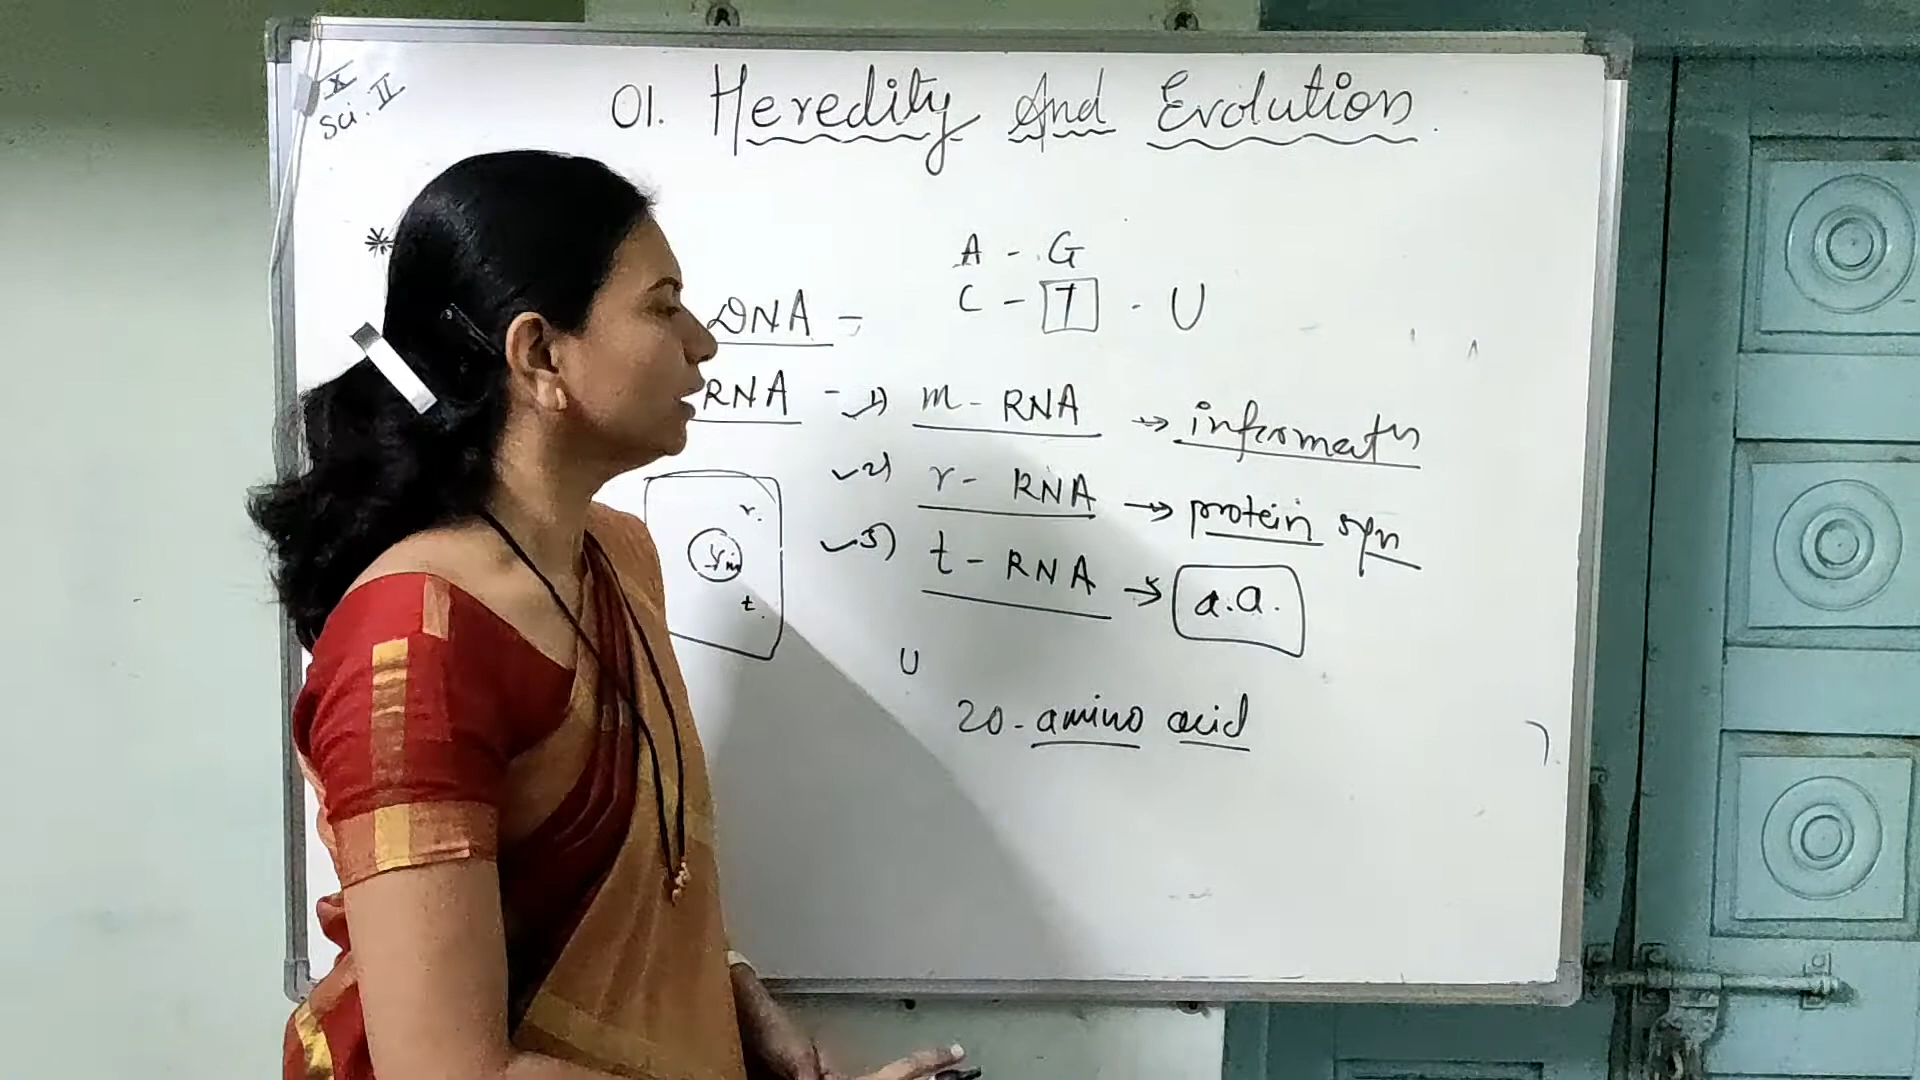 X
Sci. II
01. Heredity And Evolution.
*
A - G
DNA - C - T - U
RNA - 1) m - RNA → informatn
2) r - RNA → protein syn
3) t - RNA → a.a.
r.
m
t.
U
20 - amino acid